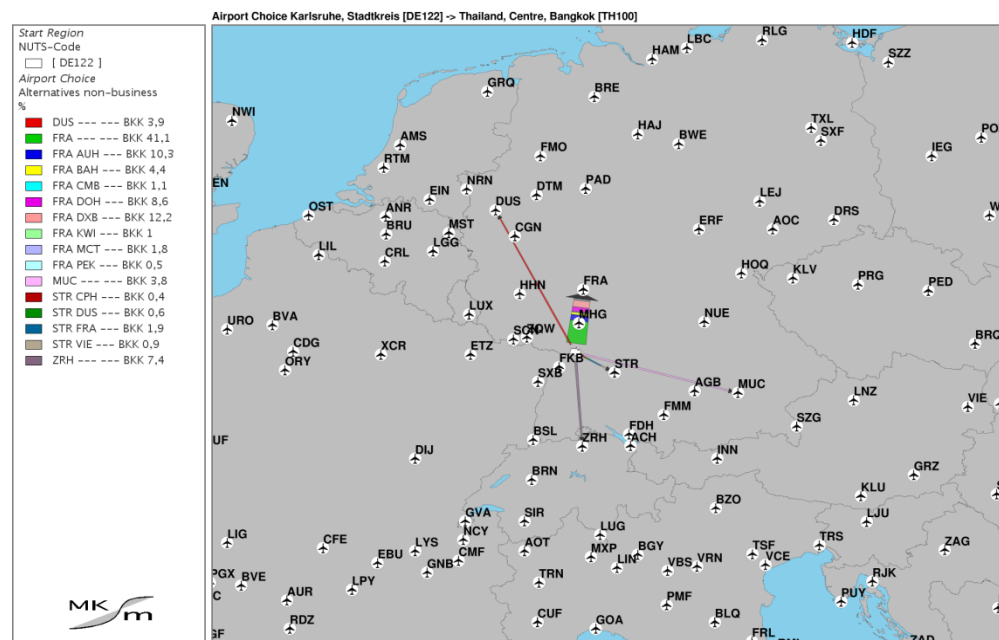 Airport Choice Karlsruhe, Stadtkreis [DE122] -> Thailand, Centre, Bangkok [TH100]
Start Region
NUTS-Code
[ DE122]
Airport Choice
Alternatives non-business
%
DUS --- --- BKK 3,9
FRA --- --- BKK 41,1
FRA AUH --- BKK 10,3
FRA BAH --- BKK 4,4
FRA CMB --- BKK 1,1
FRA DOH --- BKK 8,6
FRA DXB --- BKK 12,2
FRA KWI --- BKK 1
FRA MCT --- BKK 1,8
FRA PEK --- BKK 0,5
MUC --- --- BKK 3,8
STR CPH --- BKK 0,4
STR DUS --- BKK 0,6
STR FRA --- BKK 1,9
STR VIE --- BKK 0,9
ZRH --- --- BKK 7,4
MK
m
RLG
HDF
LBC
HAM
SZZ
GRQ
BRE
NWI
TXL
HAJ
BWE
SXF
PO
AMS
FMO
IEG
RTM
EN
NRN
DTM
PAD
EIN
LEJ
DUS
OST
ANR
W
BRU
MST
CGN
ERF
AOC
DRS
LIL
CRL
LGG
HOQ
KLV
PRG
PED
HHN
FRA
LUX
MHG
NUE
URO
BVA
SCN
ZQW
BRQ
CDG
ORY
XCR
ETZ
FKB
STR
SXB
AGB
MUC
LNZ
VIE
FMM
SZG
UF
BSL
FDH
ACH
ZRH
DIJ
INN
BRN
GRZ
KLU
BZO
GVA
SIR
LJU
LIG
CFE
NCY
LUG
TRS
ZAG
LYS
AOT
MXP
BGY
TSF
EBU
CMF
LIN
VBS
VRN
VCE
GNB
PGX
BVE
TRN
RJK
C
AUR
LPY
PMF
PUY
RDZ
CUF
GOA
BLQ
GF
FRL
ZAD